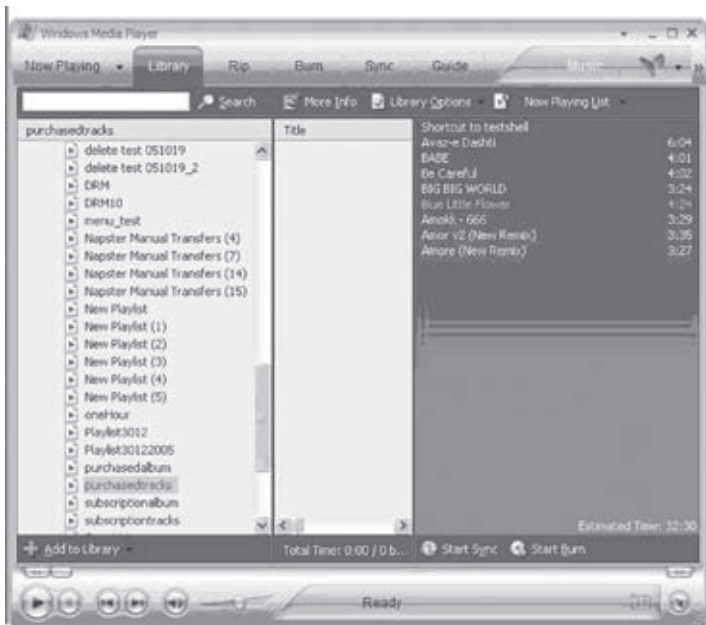 Windows Media Player
Now Playing Library Rip Burn Sync Guide Music
Search More Info Library Options Now Playing List
purchasedtracks
delete test 051019
delete test 051019_2
DRM
DRM10
menu_test
Napster Manual Transfers (4)
Napster Manual Transfers (7)
Napster Manual Transfers (14)
Napster Manual Transfers (15)
New Playlist
New Playlist (1)
New Playlist (2)
New Playlist (3)
New Playlist (4)
New Playlist (5)
oneHour
Playlist3012
Playlist30122005
purchasedalbum
purchasedtracks
subscriptionalbum
subscriptiontracks
Title
Shortcut to testshell
Avaz-e Dashti 6:04
BABE 4:01
Be Careful 4:02
BIG BIG WORLD 3:24
Blue Little Flower 4:24
Amokk - 666 3:29
Amor v2 (New Remix) 3:35
Amore (New Remix) 3:27
Estimated Time: 32:30
Add to Library Total Time: 0:00 / 0 b... Start Sync Start Burn
Ready